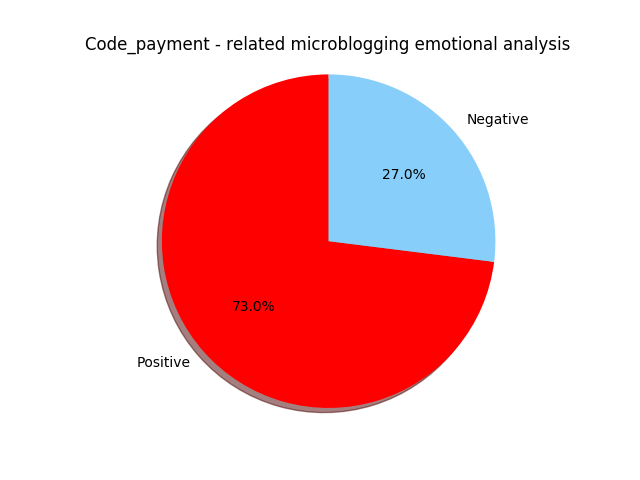 Code_payment - related microblogging emotional analysis
Negative
27.0%
73.0%
Positive